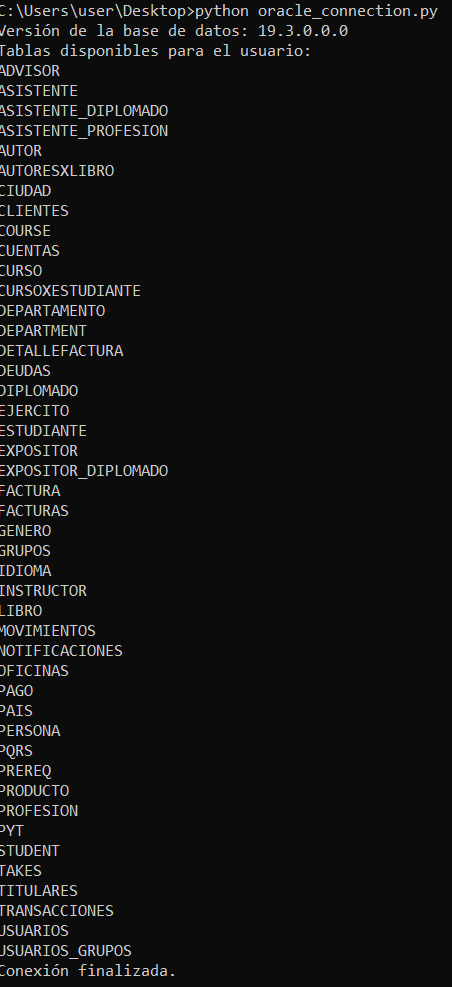 C:\Users\user\Desktop>python oracle_connection.py
Versión de la base de datos: 19.3.0.0.0
Tablas disponibles para el usuario:
ADVISOR
ASISTENTE
ASISTENTE_DIPLOMADO
ASISTENTE_PROFESION
AUTOR
AUTORESXLIBRO
CIUDAD
CLIENTES
COURSE
CUENTAS
CURSO
CURSOXESTUDIANTE
DEPARTAMENTO
DEPARTMENT
DETALLEFACTURA
DEUDAS
DIPLOMADO
EJERCITO
ESTUDIANTE
EXPOSITOR
EXPOSITOR_DIPLOMADO
FACTURA
FACTURAS
GENERO
GRUPOS
IDIOMA
INSTRUCTOR
LIBRO
MOVIMIENTOS
NOTIFICACIONES
OFICINAS
PAGO
PAIS
PERSONA
PQRS
PREREQ
PRODUCTO
PROFESION
PYT
STUDENT
TAKES
TITULARES
TRANSACCIONES
USUARIOS
USUARIOS_GRUPOS
Conexión finalizada.